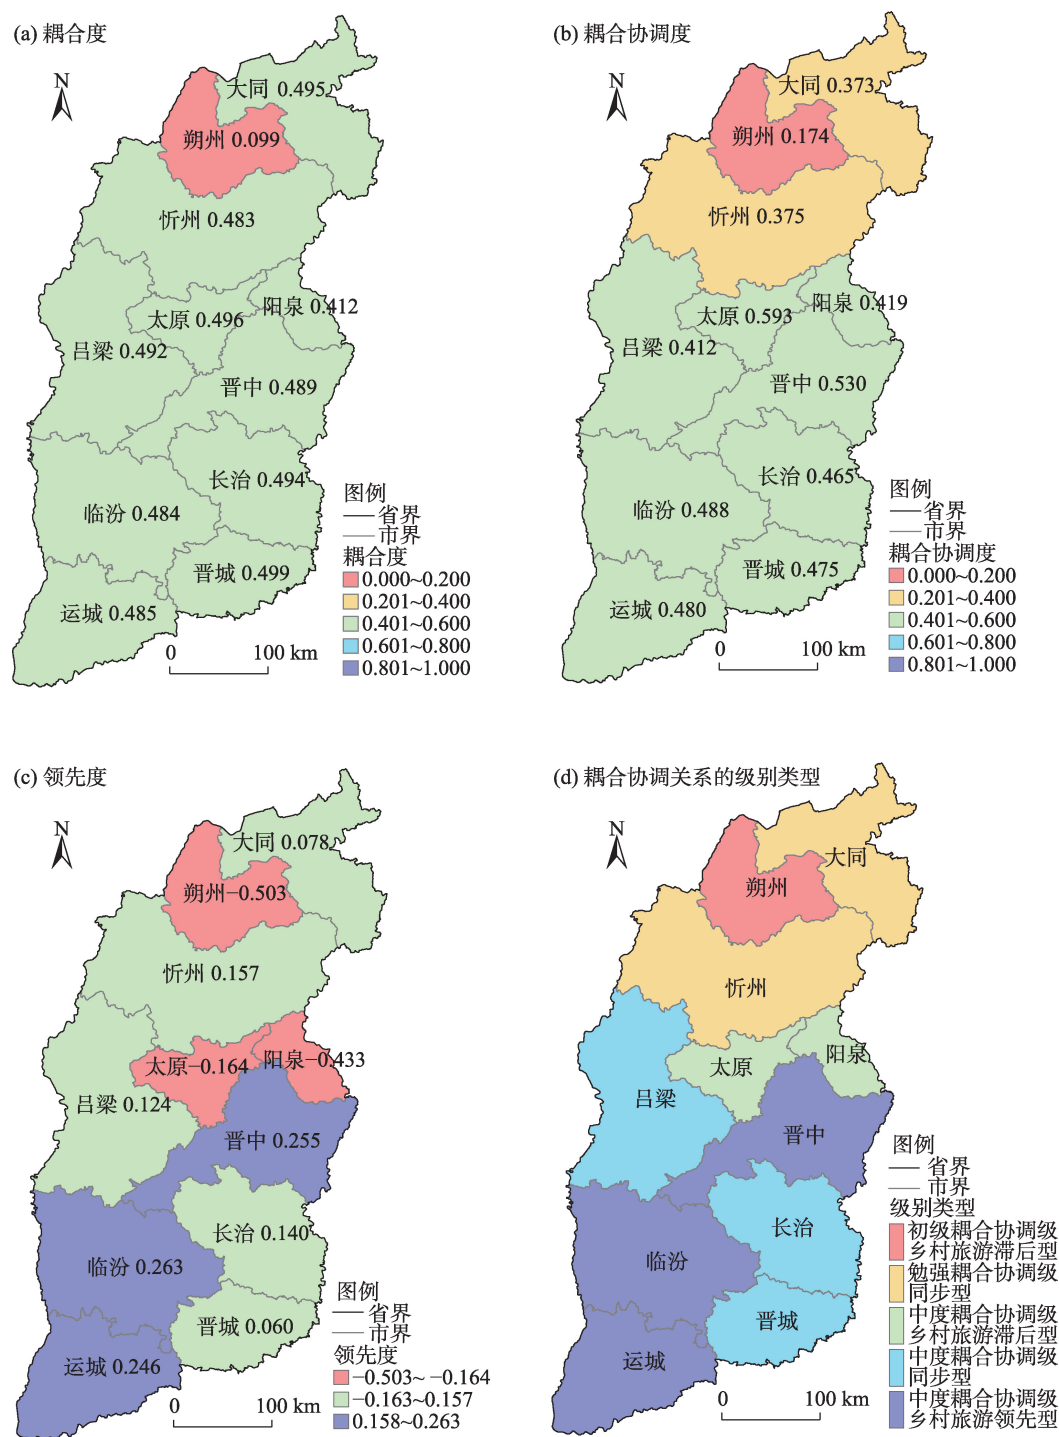 (a) 耦合度
N
大同 0.495
朔州 0.099
忻州 0.483
阳泉 0.412
太原 0.496
吕梁 0.492
晋中 0.489
长治 0.494
临汾 0.484
晋城 0.499
运城 0.485
图例
省界
市界
耦合度
0.000~0.200
0.201~0.400
0.401~0.600
0.601~0.800
0.801~1.000
0 100 km
(b) 耦合协调度
N
大同 0.373
朔州 0.174
忻州 0.375
阳泉 0.419
太原 0.593
吕梁 0.412
晋中 0.530
长治 0.465
临汾 0.488
晋城 0.475
运城 0.480
图例
省界
市界
耦合协调度
0.000~0.200
0.201~0.400
0.401~0.600
0.601~0.800
0.801~1.000
0 100 km
(c) 领先度
N
大同 0.078
朔州−0.503
忻州 0.157
阳泉−0.433
太原−0.164
吕梁 0.124
晋中 0.255
长治 0.140
临汾 0.263
晋城 0.060
运城 0.246
图例
省界
市界
领先度
−0.503~ −0.164
−0.163~0.157
0.158~0.263
0 100 km
(d) 耦合协调关系的级别类型
N
大同
朔州
忻州
阳泉
太原
吕梁
晋中
长治
临汾
晋城
运城
图例
省界
市界
级别类型
初级耦合协调级
乡村旅游滞后型
勉强耦合协调级
同步型
中度耦合协调级
乡村旅游滞后型
中度耦合协调级
同步型
中度耦合协调级
乡村旅游领先型
0 100 km